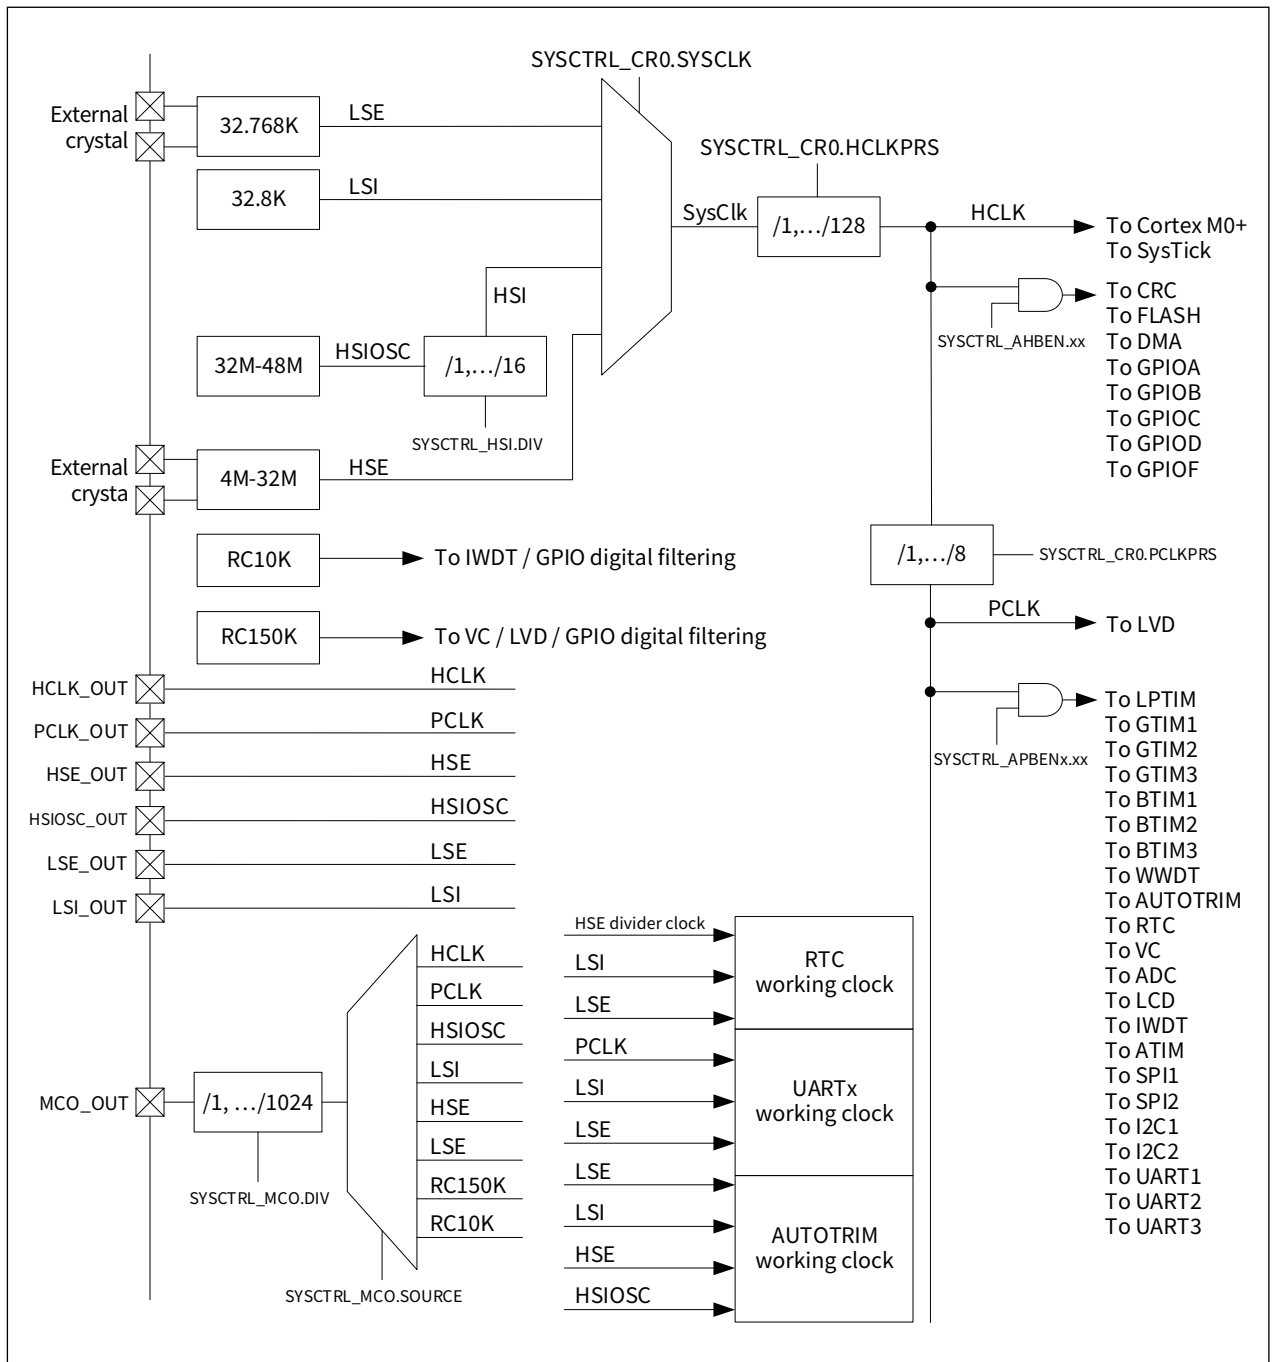 SYSCTRL_CR0.SYSCLK
External
crystal
32.768K
LSE
SYSCTRL_CR0.HCLKPRS
32.8K
LSI
SysClk
/1,.../128
HCLK
To Cortex M0+
To SysTick
HSI
To CRC
To FLASH
To DMA
To GPIOA
To GPIOB
To GPIOC
To GPIOD
To GPIOF
SYSCTRL_AHBEN.xx
32M-48M
HSIOSC
/1,.../16
SYSCTRL_HSI.DIV
External
crysta
4M-32M
HSE
RC10K
To IWDT / GPIO digital filtering
/1,.../8
SYSCTRL_CR0.PCLKPRS
RC150K
To VC / LVD / GPIO digital filtering
PCLK
To LVD
HCLK_OUT
HCLK
PCLK_OUT
PCLK
HSE_OUT
HSE
HSIOSC_OUT
HSIOSC
LSE_OUT
LSE
LSI_OUT
LSI
SYSCTRL_APBENx.xx
To LPTIM
To GTIM1
To GTIM2
To GTIM3
To BTIM1
To BTIM2
To BTIM3
To WWDT
To AUTOTRIM
To RTC
To VC
To ADC
To LCD
To IWDT
To ATIM
To SPI1
To SPI2
To I2C1
To I2C2
To UART1
To UART2
To UART3
MCO_OUT
/1, .../1024
SYSCTRL_MCO.DIV
HCLK
PCLK
HSIOSC
LSI
HSE
LSE
RC150K
RC10K
SYSCTRL_MCO.SOURCE
HSE divider clock
LSI
LSE
RTC
working clock
PCLK
LSI
LSE
UARTx
working clock
LSE
LSI
HSE
HSIOSC
AUTOTRIM
working clock